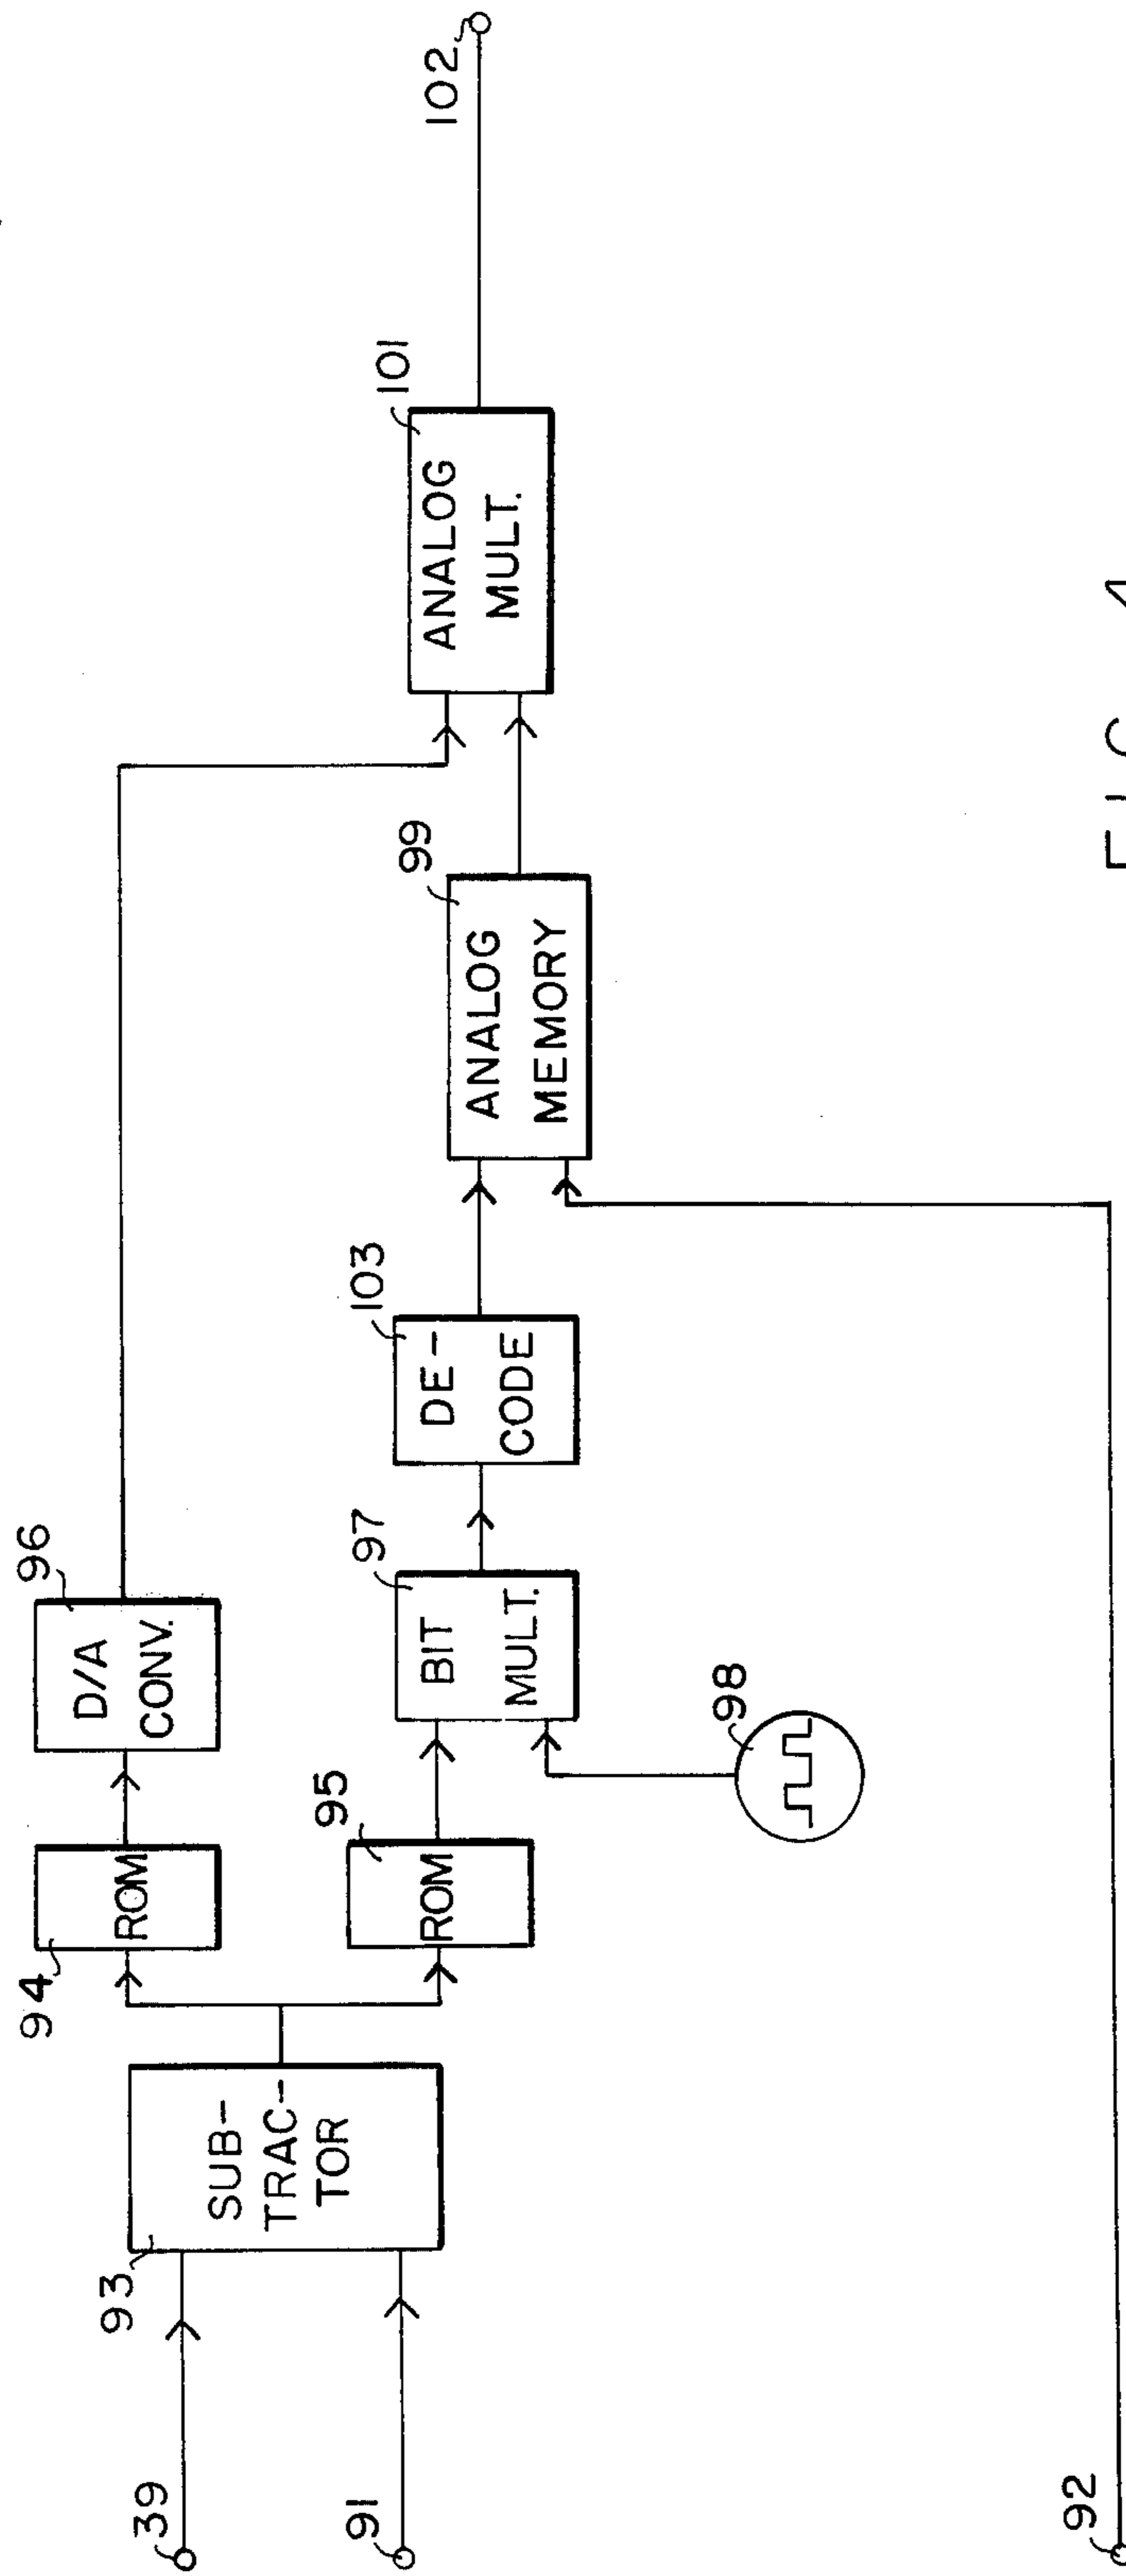 39
91
92
93
SUB-
TRAC-
TOR
94
ROM
95
ROM
96
D/A
CONV.
97
BIT
MULT.
98
103
DE-
CODE
99
ANALOG
MEMORY
101
ANALOG
MULT.
102